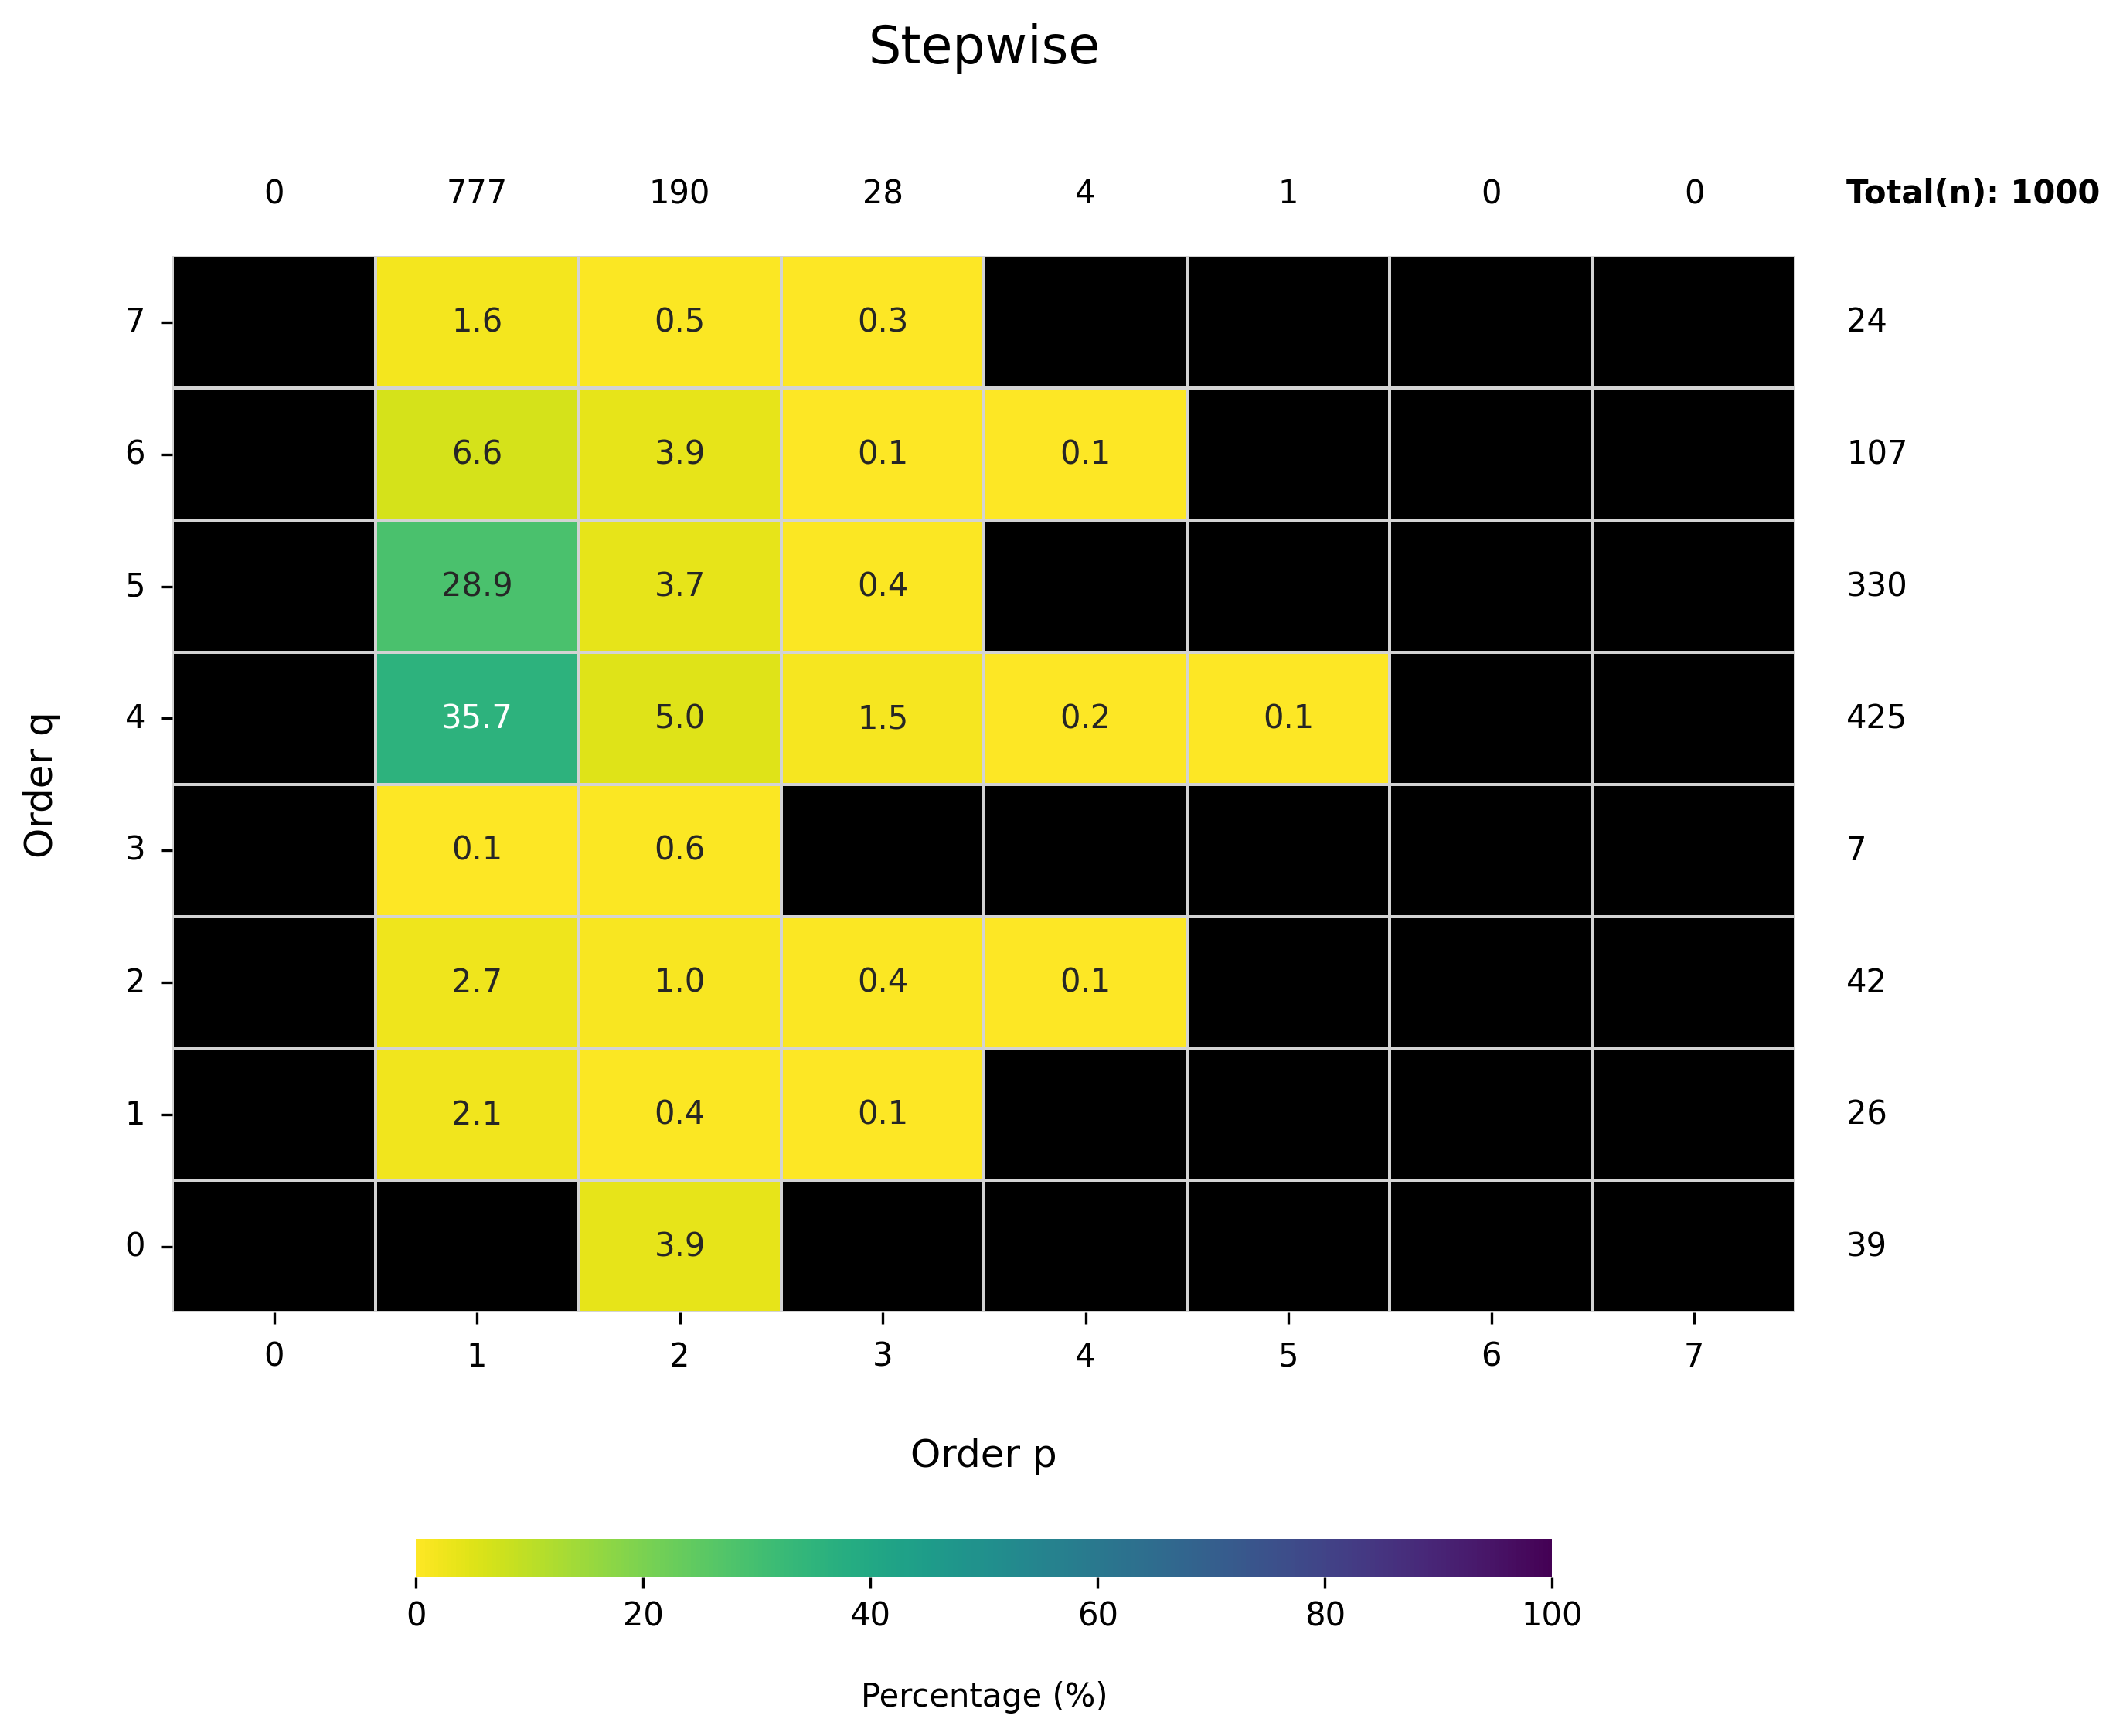 Stepwise
0 777 190 28 4 1 0 0 Total(n): 1000
7 1.6 0.5 0.3 24
6 6.6 3.9 0.1 0.1 107
5 28.9 3.7 0.4 330
4 35.7 5.0 1.5 0.2 0.1 425
3 0.1 0.6 7
2 2.7 1.0 0.4 0.1 42
1 2.1 0.4 0.1 26
0 3.9 39
Order q
0 1 2 3 4 5 6 7
Order p
0 20 40 60 80 100
Percentage (%)